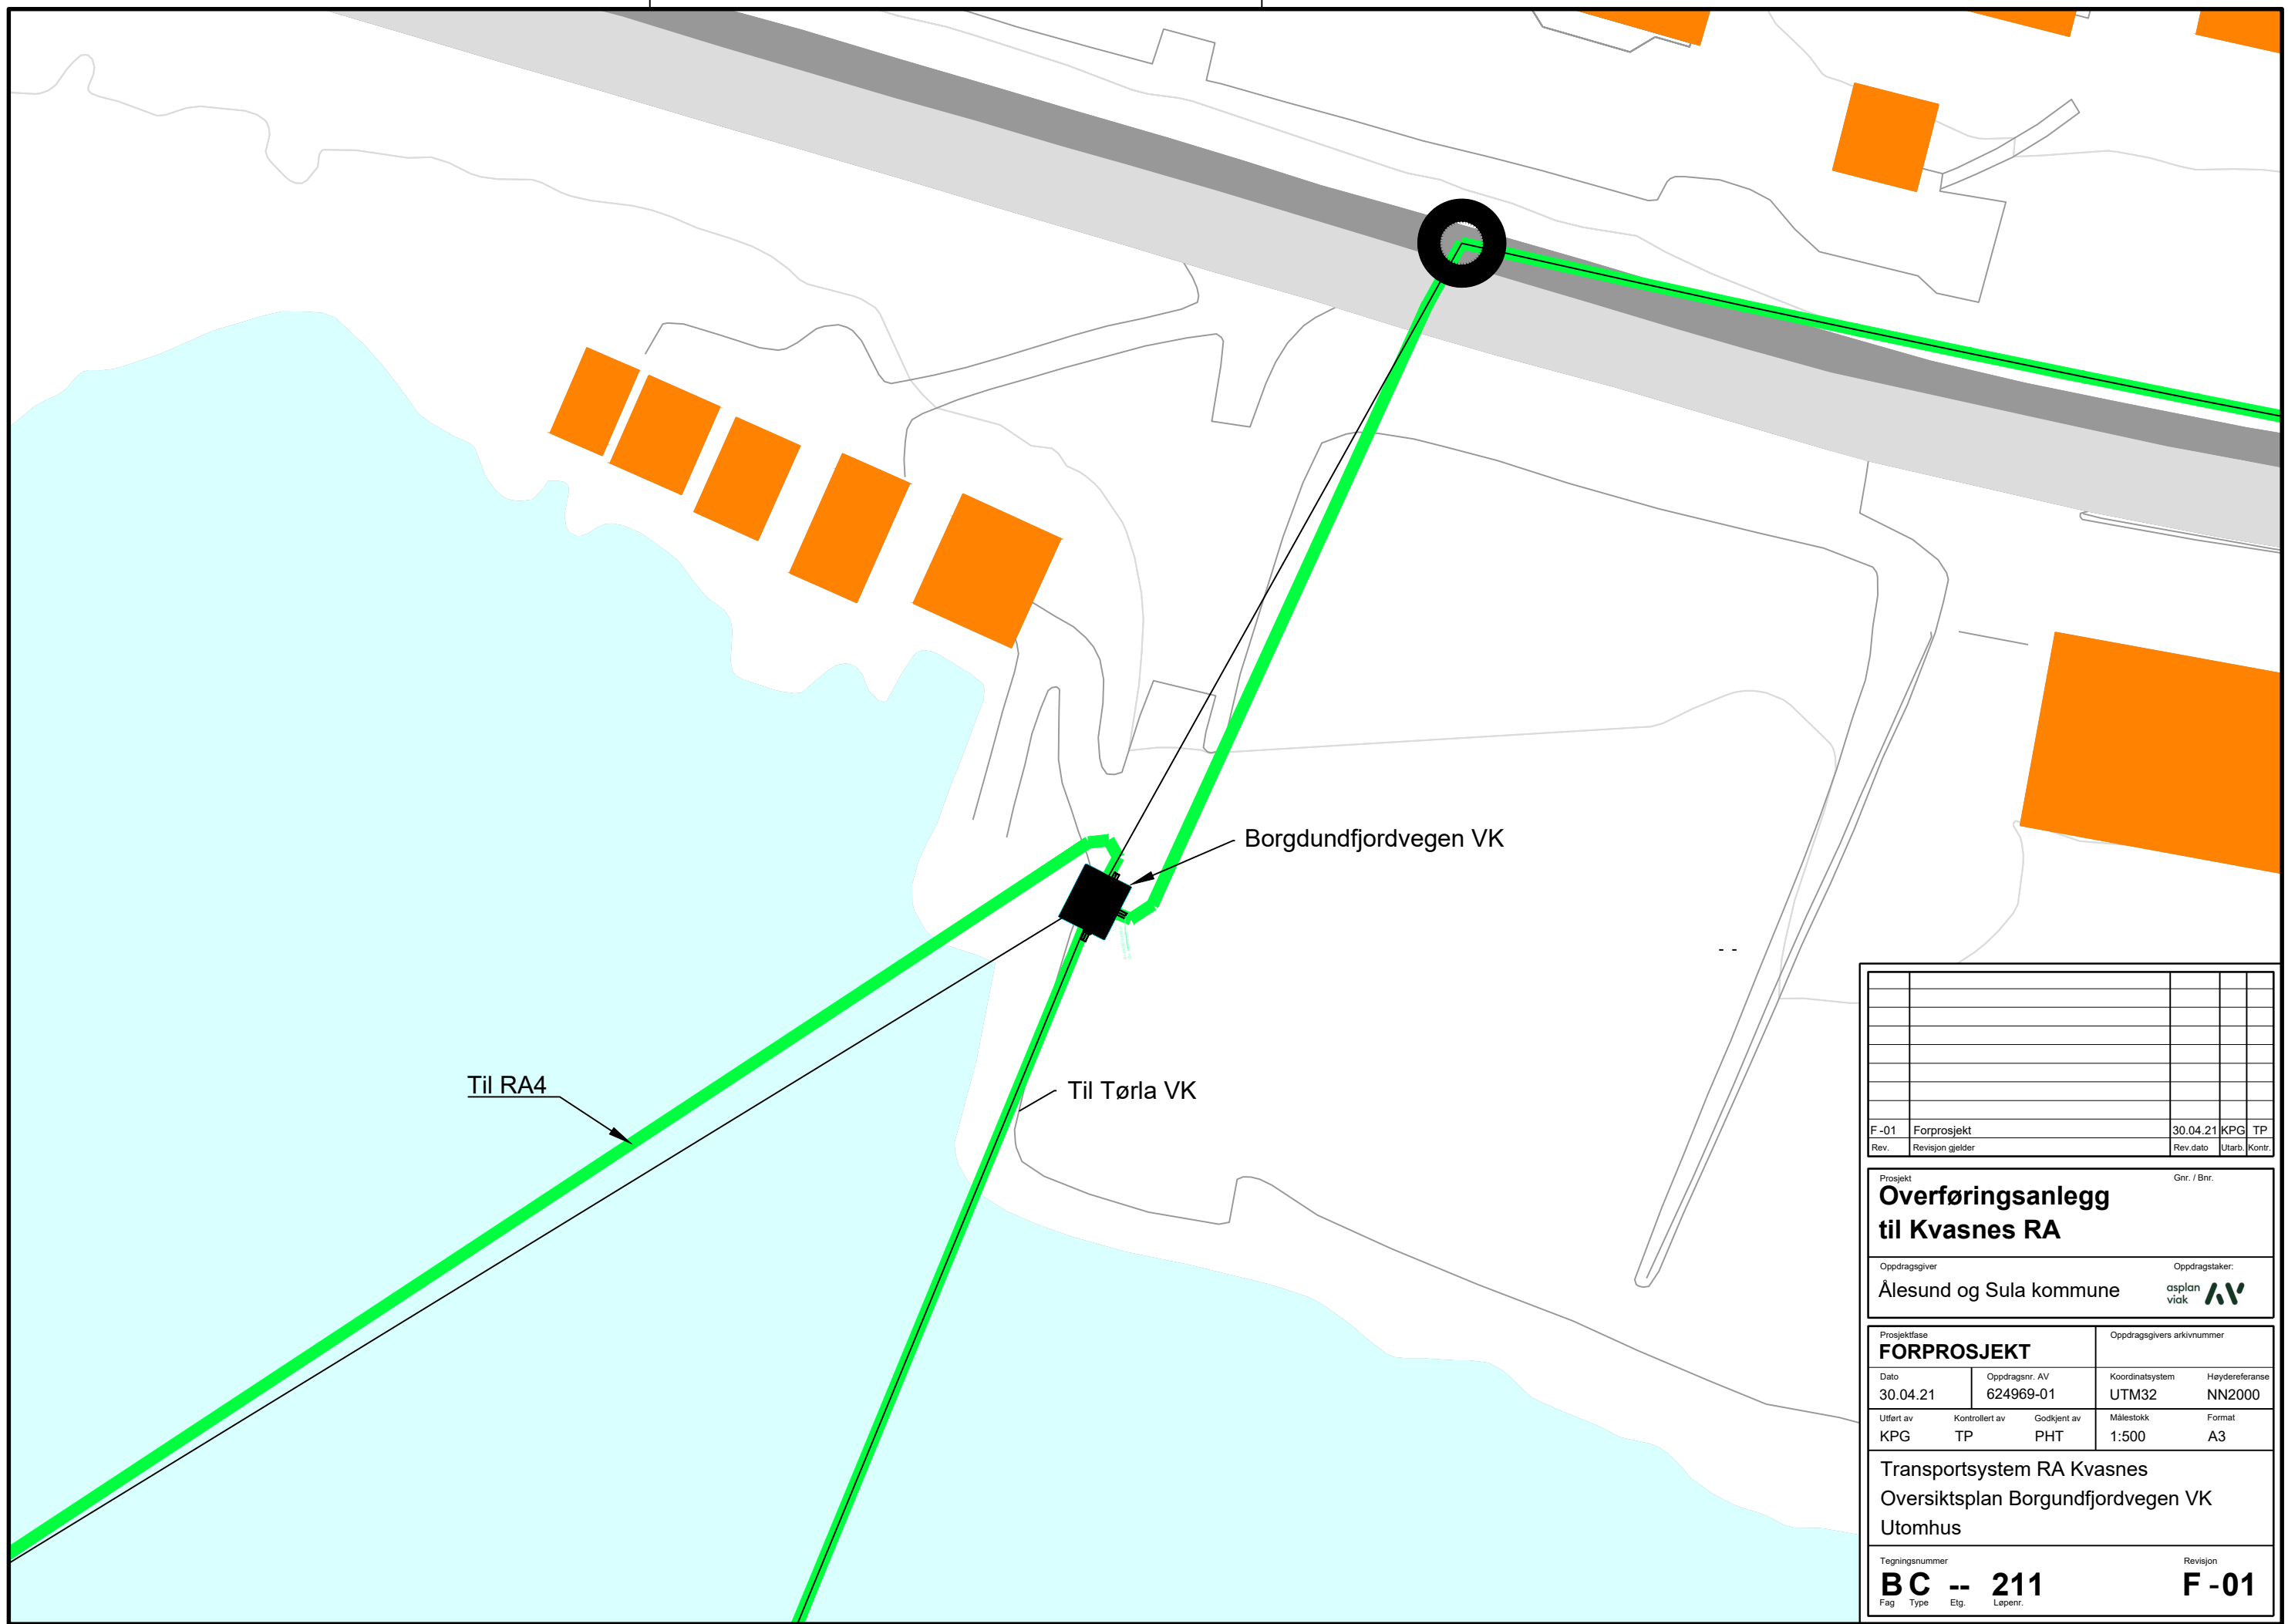 Borgdundfjordvegen VK
- -
Til RA4
Til Tørla VK
F -01 Forprosjekt 30.04.21 KPG TP
Rev. Revisjon gjelder Rev.dato Utarb. Kontr.
Prosjekt Gnr. / Bnr.
Overføringsanlegg
til Kvasnes RA
Oppdragsgiver Oppdragstaker:
Ålesund og Sula kommune asplan
viak
Prosjektfase Oppdragsgivers arkivnummer
FORPROSJEKT
Dato Oppdragsnr. AV Koordinatsystem Høydereferanse
30.04.21 624969-01 UTM32 NN2000
Utført av Kontrollert av Godkjent av Målestokk Format
KPG TP PHT 1:500 A3
Transportsystem RA Kvasnes
Oversiktsplan Borgundfjordvegen VK
Utomhus
Tegningsnummer Revisjon
B C -- 211 F -01
Fag Type Etg. Løpenr.